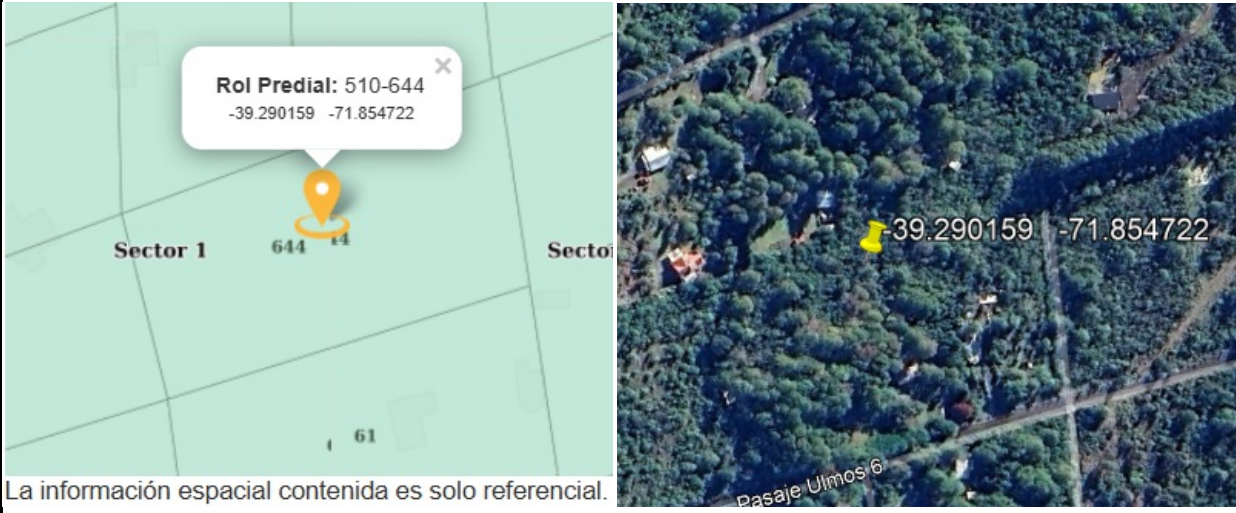 Rol Predial: 510-644
-39.290159 -71.854722
Sector 1
644
Secto
61
La información espacial contenida es solo referencial.
-39.290159 -71.854722
Pasaje Ulmos 6